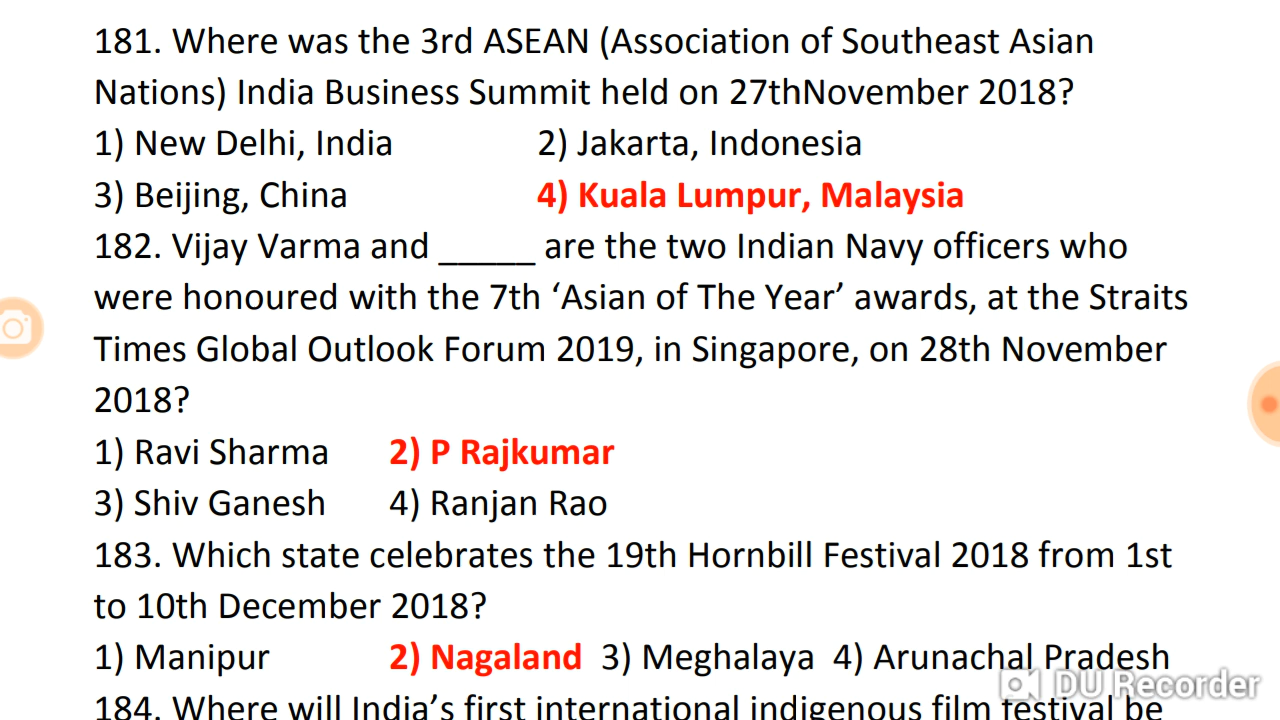 181. Where was the 3rd ASEAN (Association of Southeast Asian
Nations) India Business Summit held on 27thNovember 2018?
1) New Delhi, India 2) Jakarta, Indonesia
3) Beijing, China 4) Kuala Lumpur, Malaysia
182. Vijay Varma and _____ are the two Indian Navy officers who
were honoured with the 7th ‘Asian of The Year’ awards, at the Straits
Times Global Outlook Forum 2019, in Singapore, on 28th November
2018?
1) Ravi Sharma 2) P Rajkumar
3) Shiv Ganesh 4) Ranjan Rao
183. Which state celebrates the 19th Hornbill Festival 2018 from 1st
to 10th December 2018?
1) Manipur 2) Nagaland 3) Meghalaya 4) Arunachal Pradesh
DU Recorder
184. Where will India’s first international indigenous film festival be